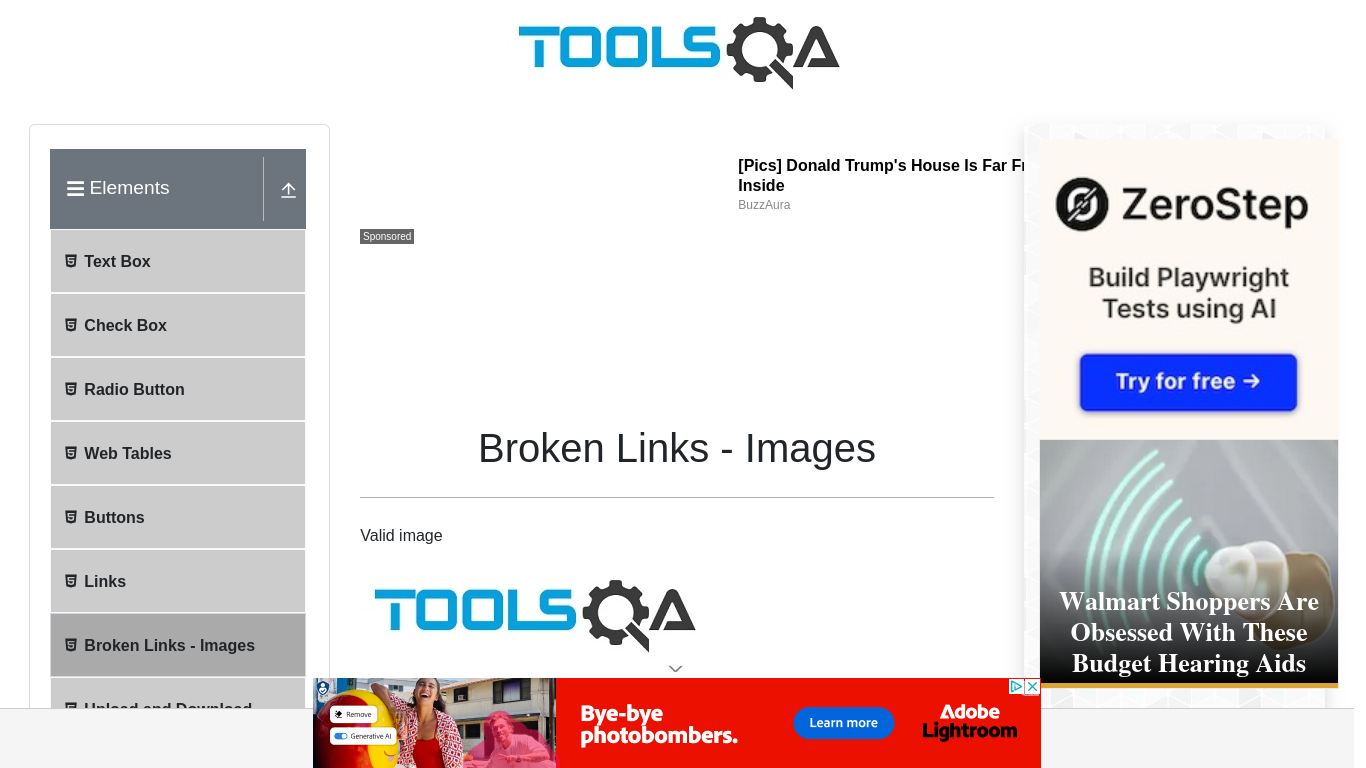 TOOLSQA
Elements
Text Box
Check Box
Radio Button
Web Tables
Buttons
Links
Broken Links - Images
Upload and Download
[Pics] Donald Trump's House Is Far Fr
Inside
BuzzAura
Sponsored
Broken Links - Images
Valid image
TOOLSQA
ZeroStep
Build Playwright
Tests using AI
Try for free →
Walmart Shoppers Are
Obsessed With These
Budget Hearing Aids
Remove
Generative AI
Bye-bye
photobombers.
Learn more
Adobe
Lightroom